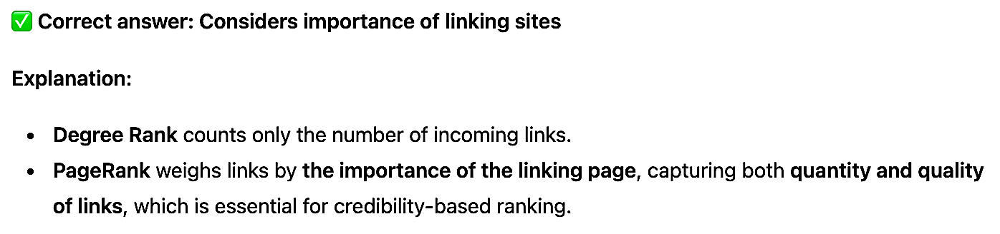 ✅ Correct answer: Considers importance of linking sites
Explanation:
• Degree Rank counts only the number of incoming links.
• PageRank weighs links by the importance of the linking page, capturing both quantity and quality
of links, which is essential for credibility-based ranking.